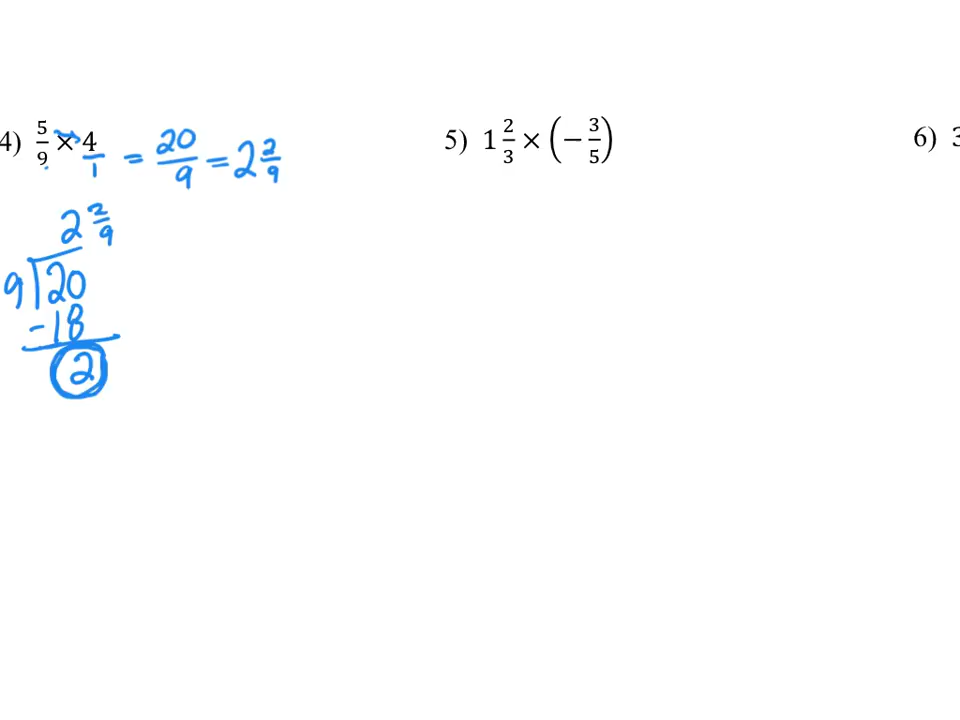 4) 5/9 × 4/1 = 20/9 = 2 2/9
2 2/9
9 20
-18
2
5) 1 2/3 × (− 3/5)
6) 3